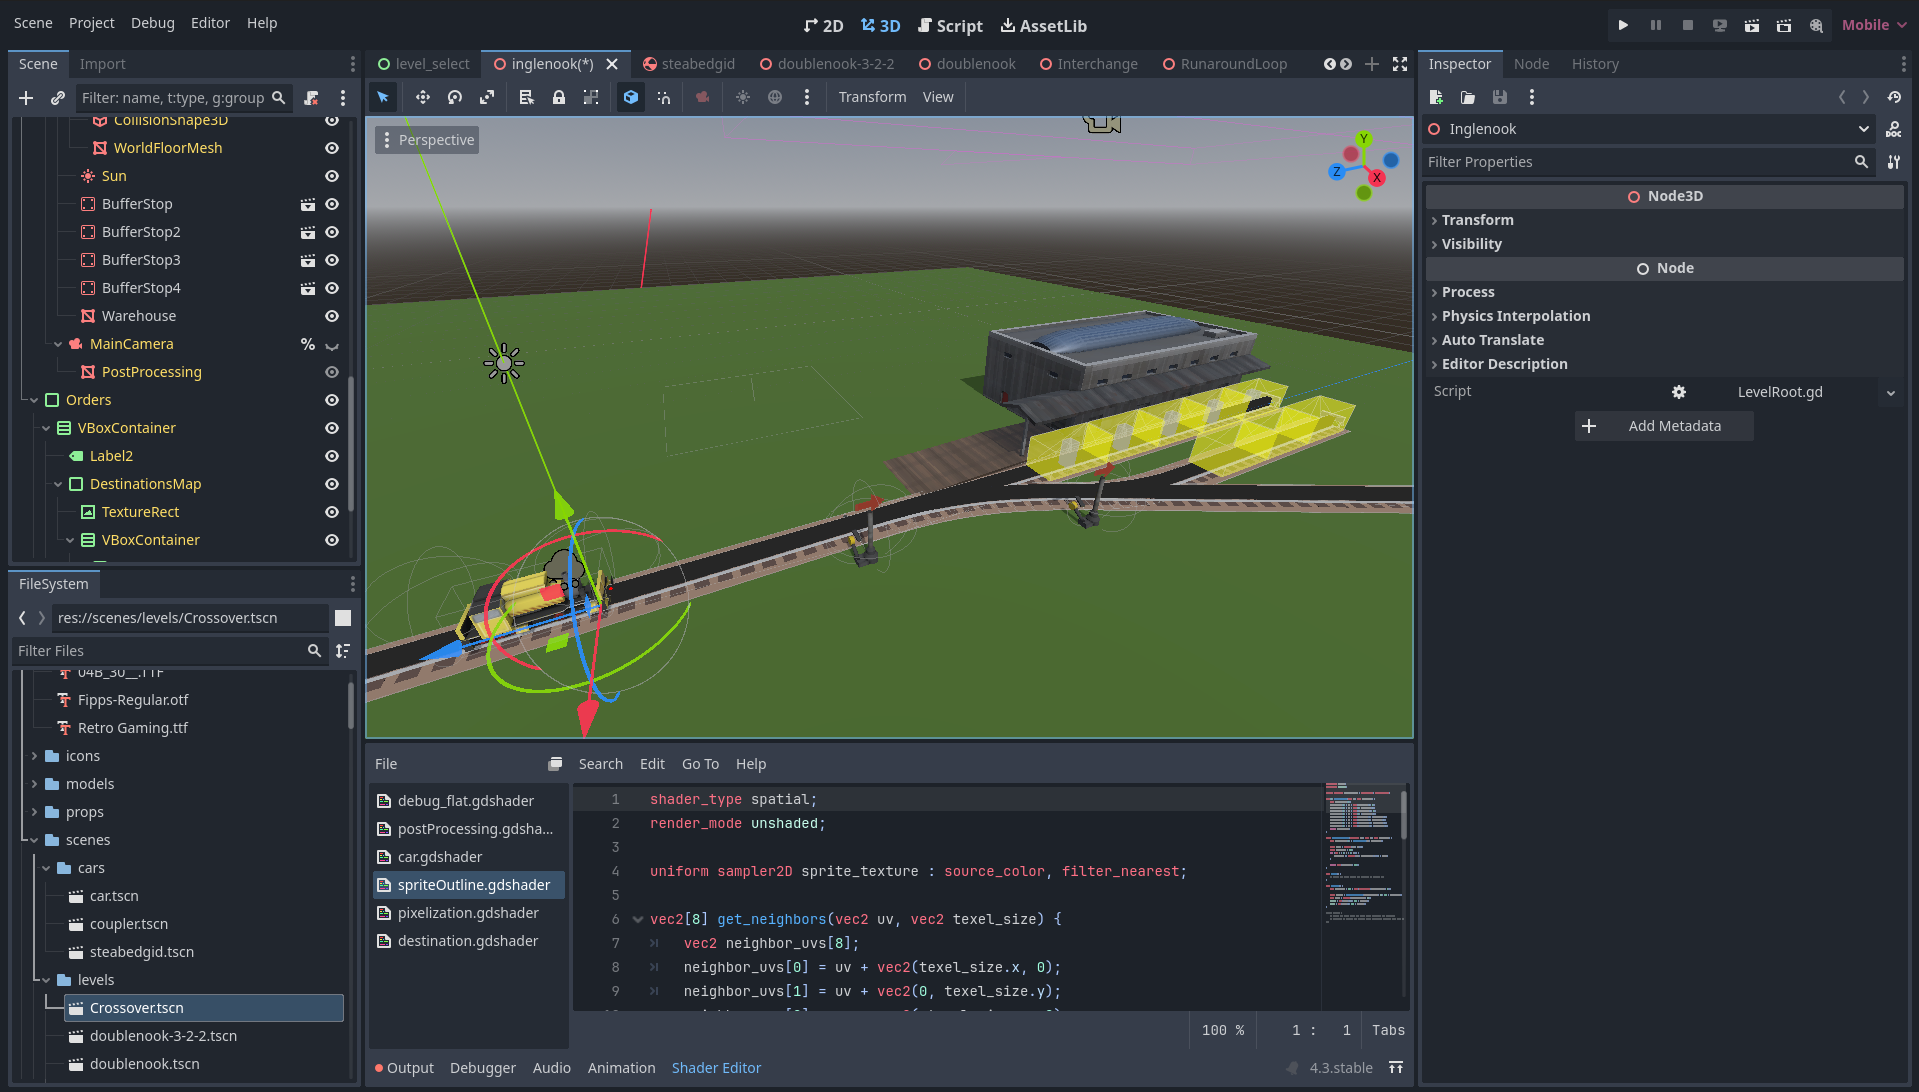 Scene Project Debug Editor Help
2D 3D Script AssetLib
Mobile
Scene Import
Filter: name, t:type, g:group
CollisionShape3D
WorldFloorMesh
Sun
BufferStop
BufferStop2
BufferStop3
BufferStop4
Warehouse
MainCamera %
PostProcessing
Orders
VBoxContainer
Label2
DestinationsMap
TextureRect
VBoxContainer
FileSystem
res://scenes/levels/Crossover.tscn
Filter Files
04B_30__.TTF
Fipps-Regular.otf
Retro Gaming.ttf
icons
models
props
scenes
cars
car.tscn
coupler.tscn
steabedgid.tscn
levels
Crossover.tscn
doublenook-3-2-2.tscn
doublenook.tscn
level_select inglenook(*) steabedgid doublenook-3-2-2 doublenook Interchange RunaroundLoop
Transform View
Perspective
Y
Z
X
File Search Edit Go To Help
debug_flat.gdshader
postProcessing.gdsha...
car.gdshader
spriteOutline.gdshader
pixelization.gdshader
destination.gdshader
1 shader_type spatial;
2 render_mode unshaded;
3
4 uniform sampler2D sprite_texture : source_color, filter_nearest;
5
6 vec2[8] get_neighbors(vec2 uv, vec2 texel_size) {
7 vec2 neighbor_uvs[8];
8 neighbor_uvs[0] = uv + vec2(texel_size.x, 0);
9 neighbor_uvs[1] = uv + vec2(0, texel_size.y);
100 % 1 : 1 Tabs
Output Debugger Audio Animation Shader Editor 4.3.stable
Inspector Node History
Inglenook
DOC
Filter Properties
Node3D
Transform
Visibility
Node
Process
Physics Interpolation
Auto Translate
Editor Description
Script LevelRoot.gd
Add Metadata